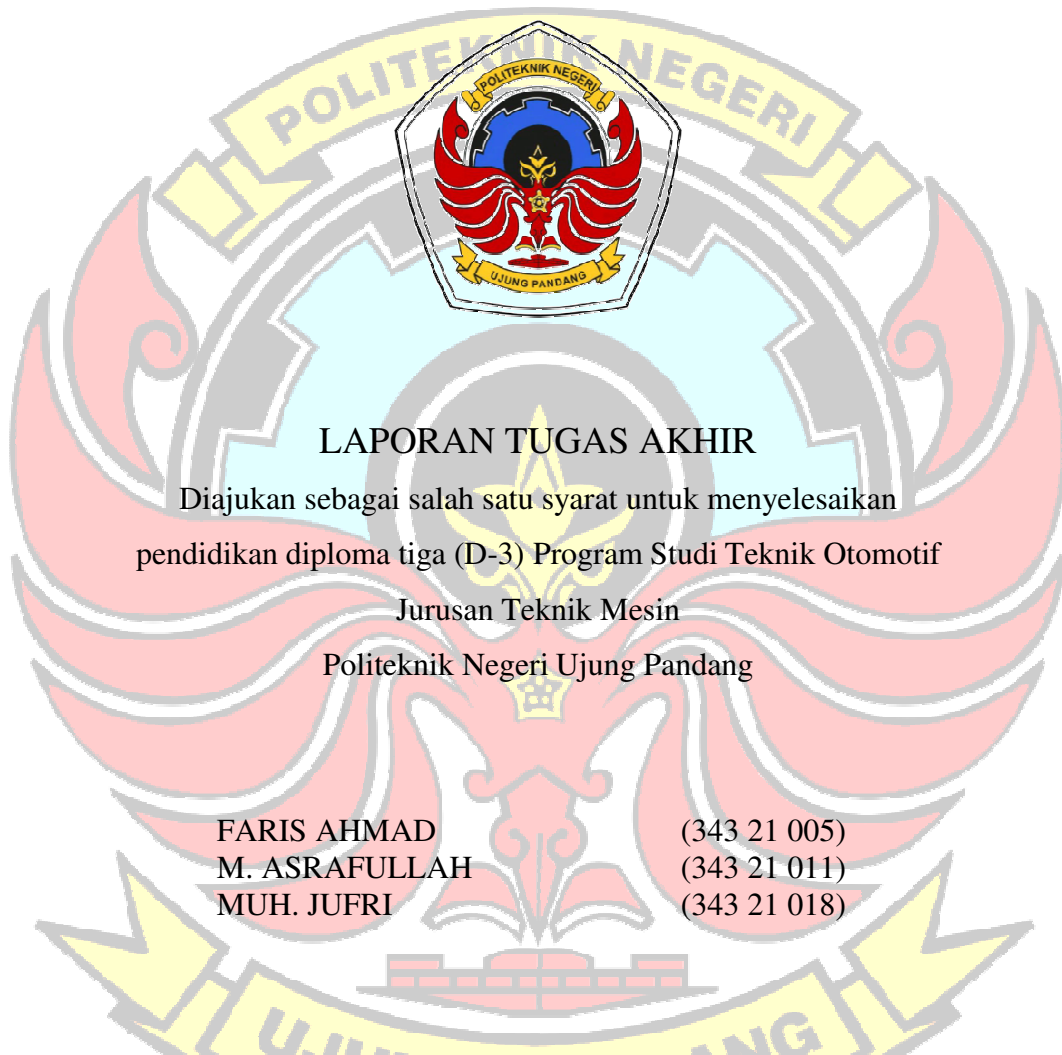 POLITEKNIK NEGERI
POLITEKNIK NEGERI
UJUNG PANDANG
LAPORAN TUGAS AKHIR
Diajukan sebagai salah satu syarat untuk menyelesaikan
pendidikan diploma tiga (D-3) Program Studi Teknik Otomotif
Jurusan Teknik Mesin
Politeknik Negeri Ujung Pandang
FARIS AHMAD (343 21 005)
M. ASRAFULLAH (343 21 011)
MUH. JUFRI (343 21 018)